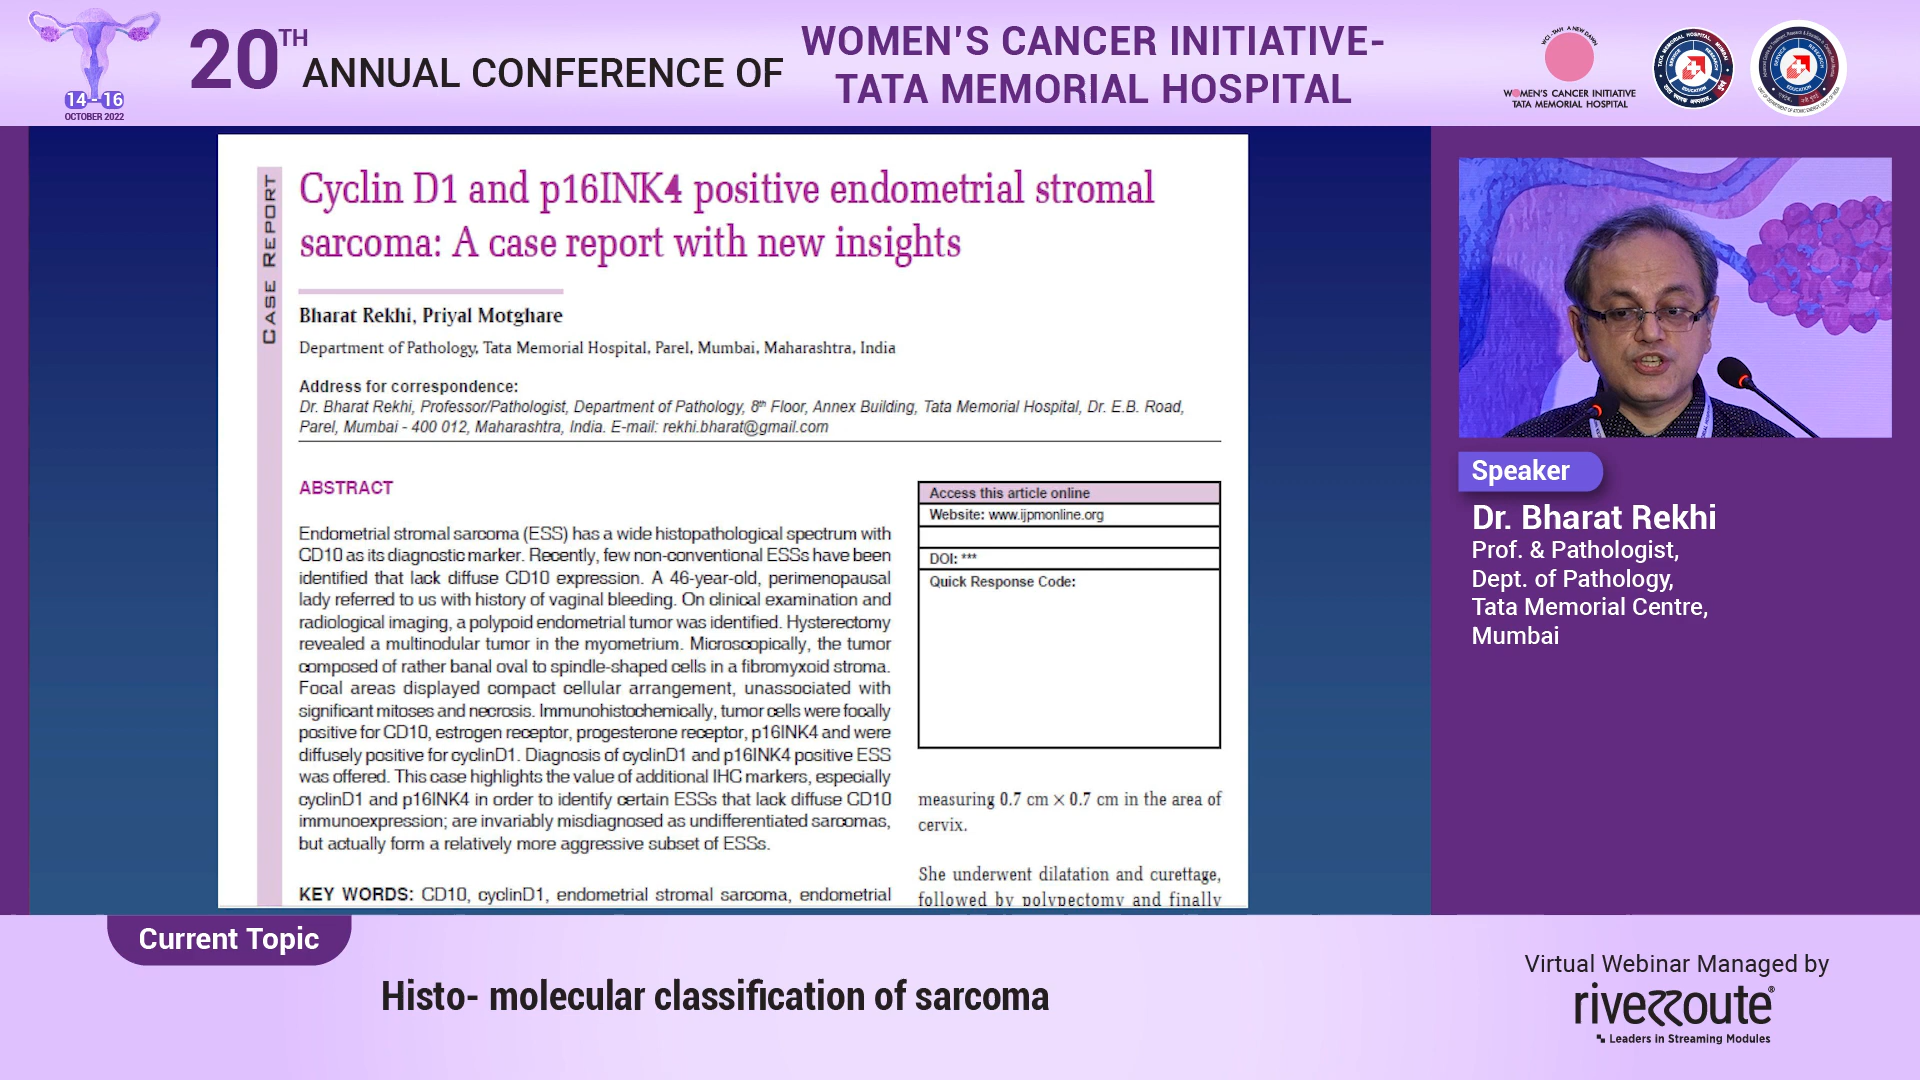 20TH ANNUAL CONFERENCE OF
WOMEN'S CANCER INITIATIVE-
TATA MEMORIAL HOSPITAL
14 - 16
OCTOBER 2022
WOMEN'S CANCER INITIATIVE
TATA MEMORIAL HOSPITAL
CASE REPORT
Cyclin D1 and p16INK4 positive endometrial stromal
sarcoma: A case report with new insights
Bharat Rekhi, Priyal Motghare
Department of Pathology, Tata Memorial Hospital, Parel, Mumbai, Maharashtra, India
Address for correspondence:
Dr. Bharat Rekhi, Professor/Pathologist, Department of Pathology, 8th Floor, Annex Building, Tata Memorial Hospital, Dr. E.B. Road,
Parel, Mumbai - 400 012, Maharashtra, India. E-mail: rekhi.bharat@gmail.com
ABSTRACT
Endometrial stromal sarcoma (ESS) has a wide histopathological spectrum with
CD10 as its diagnostic marker. Recently, few non-conventional ESSs have been
identified that lack diffuse CD10 expression. A 46-year-old, perimenopausal
lady referred to us with history of vaginal bleeding. On clinical examination and
radiological imaging, a polypoid endometrial tumor was identified. Hysterectomy
revealed a multinodular tumor in the myometrium. Microscopically, the tumor
composed of rather banal oval to spindle-shaped cells in a fibromyxoid stroma.
Focal areas displayed compact cellular arrangement, unassociated with
significant mitoses and necrosis. Immunohistochemically, tumor cells were focally
positive for CD10, estrogen receptor, progesterone receptor, p16INK4 and were
diffusely positive for cyclinD1. Diagnosis of cyclinD1 and p16INK4 positive ESS
was offered. This case highlights the value of additional IHC markers, especially
cyclinD1 and p16INK4 in order to identify certain ESSs that lack diffuse CD10
immunoexpression; are invariably misdiagnosed as undifferentiated sarcomas,
but actually form a relatively more aggressive subset of ESSs.
KEY WORDS: CD10, cyclinD1, endometrial stromal sarcoma, endometrial
Access this article online
Website: www.ijpmonline.org
DOI: ***
Quick Response Code:
measuring 0.7 cm × 0.7 cm in the area of
cervix.
She underwent dilatation and curettage,
followed by polypectomy and finally
Speaker
Dr. Bharat Rekhi
Prof. & Pathologist,
Dept. of Pathology,
Tata Memorial Centre,
Mumbai
Current Topic
Histo- molecular classification of sarcoma
Virtual Webinar Managed by
riverroute®
Leaders in Streaming Modules